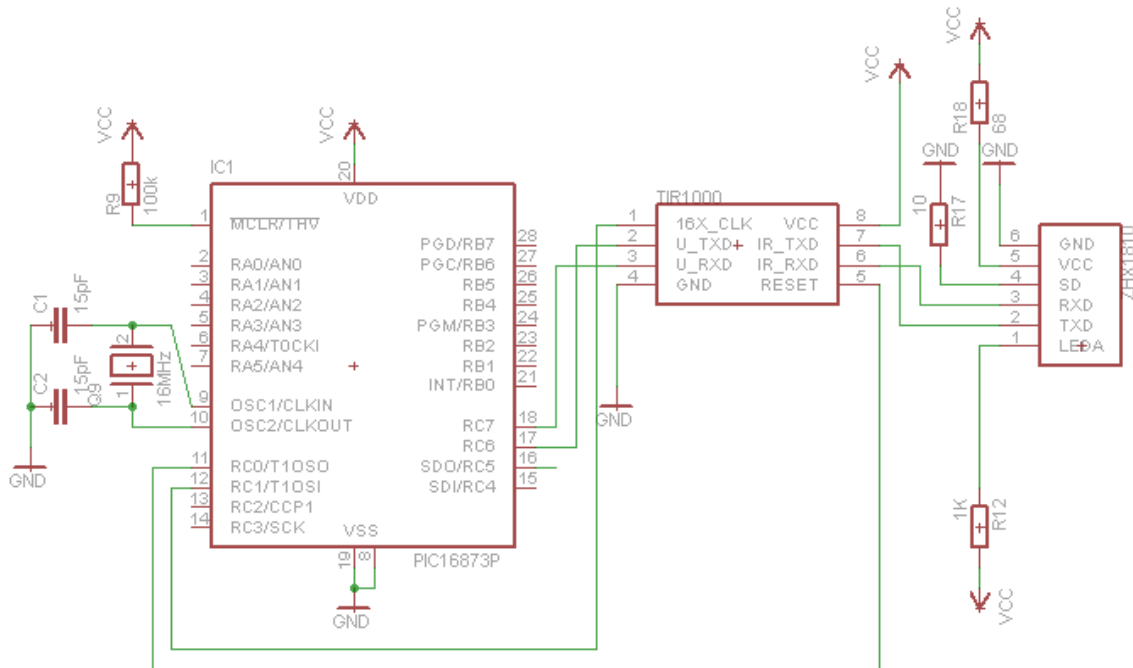 VCC
R9
100k
VCC
IC1
20
VDD
1
MCLR/THV
2
RA0/AN0
3
RA1/AN1
4
RA2/AN2
5
RA3/AN3
6
RA4/TOCKI
7
RA5/AN4
9
OSC1/CLKIN
10
OSC2/CLKOUT
11
RC0/T1OSO
12
RC1/T1OSI
13
RC2/CCP1
14
RC3/SCK
PGD/RB7
28
PGC/RB6
27
RB5
26
RB4
25
PGM/RB3
24
RB2
23
RB1
22
INT/RB0
21
RC7
18
RC6
17
SDO/RC5
16
SDI/RC4
15
VSS
19
8
PIC16873P
GND
C1
15pF
C2
15pF
2
1
Q9
16MHz
GND
TIR1000
1
16X_CLK
2
U_TXD
3
U_RXD
4
GND
VCC
8
IR_TXD
7
IR_RXD
6
RESET
5
GND
VCC
VCC
R18
68
GND
10
R17
GND
6
GND
5
VCC
4
SD
3
RXD
2
TXD
1
LEDA
ZHX1810
1K
R12
VCC